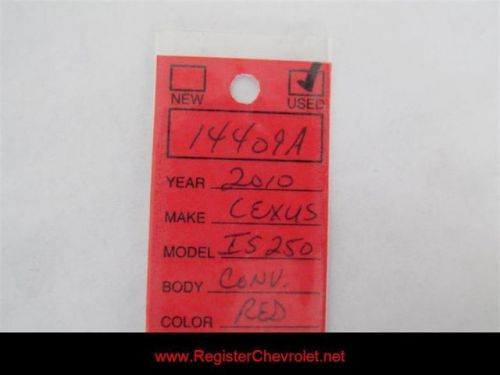 NEW USED
14409A
YEAR 2010
MAKE LEXUS
MODEL IS250
BODY CONV.
COLOR RED
www.RegisterChevrolet.net